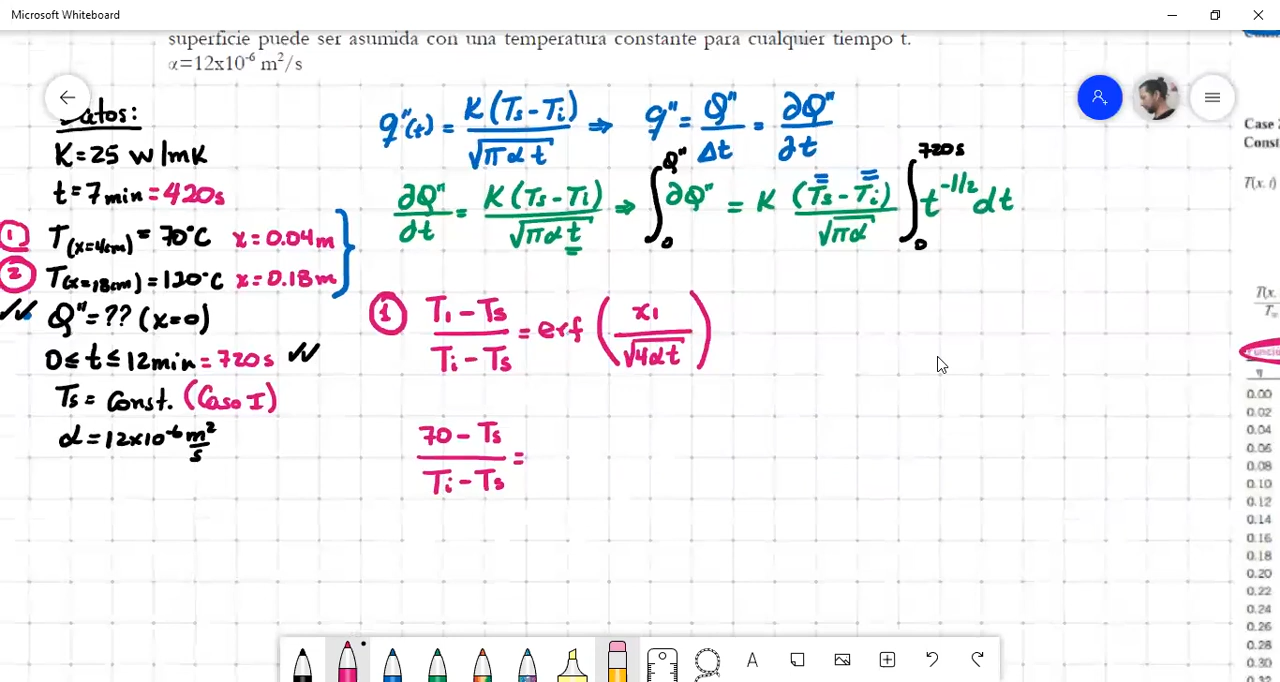 Microsoft Whiteboard
superficie puede ser asumida con una temperatura constante para cualquier tiempo t.
α=12x10⁻⁶ m²/s
Datos:
K=25 W/mK
t=7min=420s
① T(x=4cm)=70°C x=0.04m
② T(x=18cm)=120°C x=0.18m
Q"=?? (x=0)
0≤t≤12min=720s
Ts=Const. (Caso I)
α=12x10⁻⁶ m²/s
q"(t)= K(Ts-Ti)/√παt ⇒ q"=Q"/Δt=∂Q"/∂t
∂Q"/∂t=K(Ts-Ti)/√παt ⇒ ∫₀^Q" ∂Q"=K (Ts-Ti)/√πα ∫₀^720s t^-1/2 dt
① T1-Ts/Ti-Ts=erf(x1/√4αt)
70-Ts/Ti-Ts=
Case
Const
T(x, t)
T(x.
η
0.00
0.02
0.04
0.06
0.08
0.10
0.12
0.14
0.16
0.18
0.20
0.22
0.24
0.26
0.28
0.30
0.32